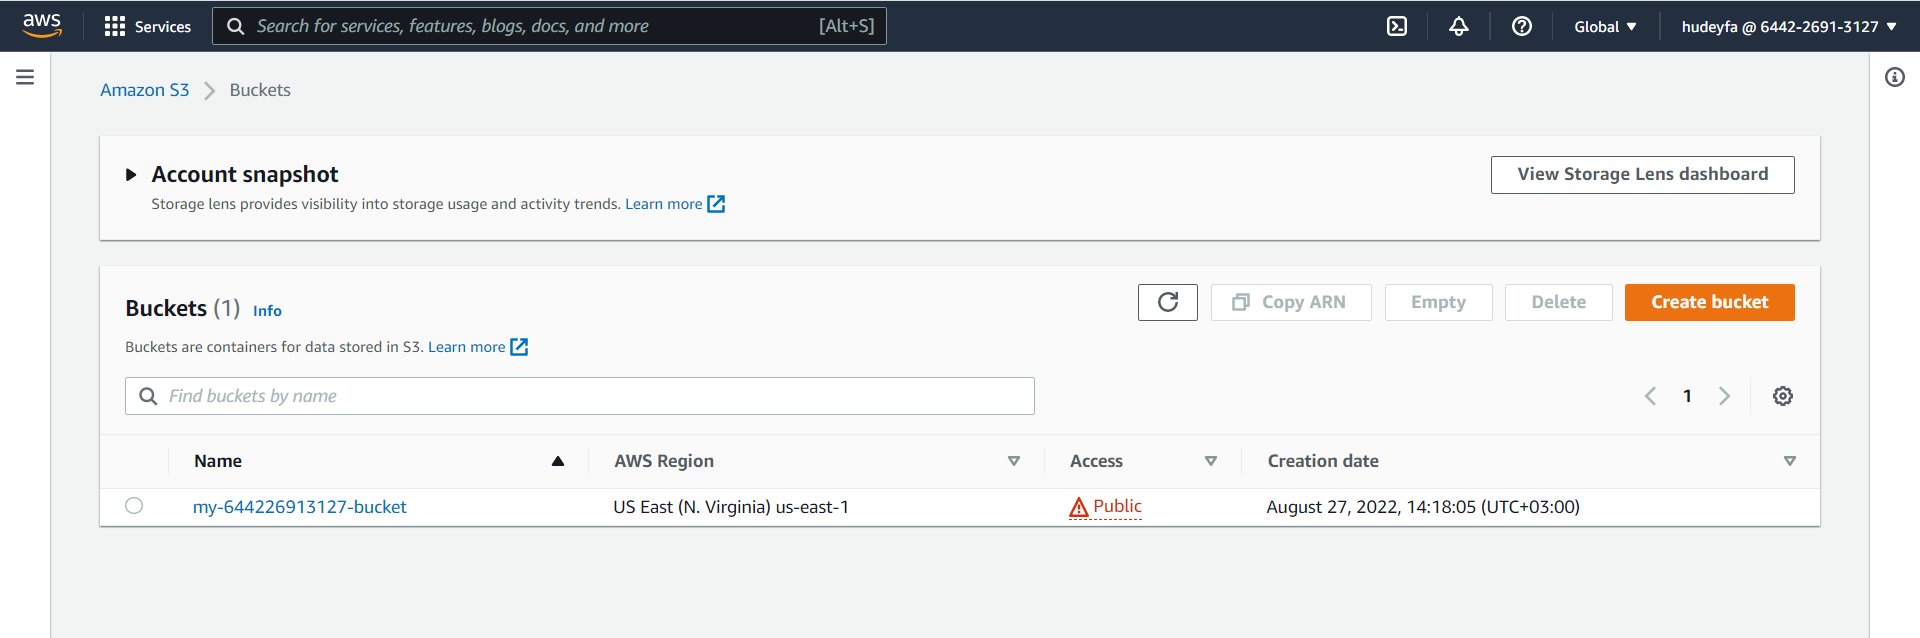 aws Services Search for services, features, blogs, docs, and more [Alt+S] Global hudeyfa @ 6442-2691-3127
Amazon S3 Buckets
Account snapshot View Storage Lens dashboard
Storage lens provides visibility into storage usage and activity trends. Learn more
Buckets (1) Info Copy ARN Empty Delete Create bucket
Buckets are containers for data stored in S3. Learn more
Find buckets by name 1
Name AWS Region Access Creation date
my-644226913127-bucket US East (N. Virginia) us-east-1 Public August 27, 2022, 14:18:05 (UTC+03:00)